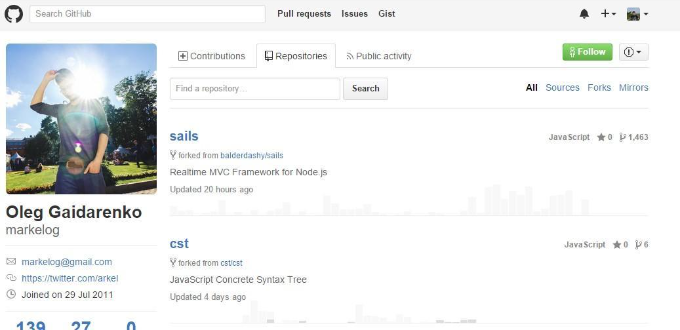 Search GitHub
Pull requests Issues Gist
Contributions Repositories Public activity
Follow
Find a repository... Search
All Sources Forks Mirrors
sails
JavaScript 0 1,463
forked from balderdashy/sails
Realtime MVC Framework for Node.js
Updated 20 hours ago
Oleg Gaidarenko
markelog
cst
JavaScript 0 6
forked from cst/cst
JavaScript Concrete Syntax Tree
Updated 4 days ago
markelog@gmail.com
https://twitter.com/arkel
Joined on 29 Jul 2011
139 27 0